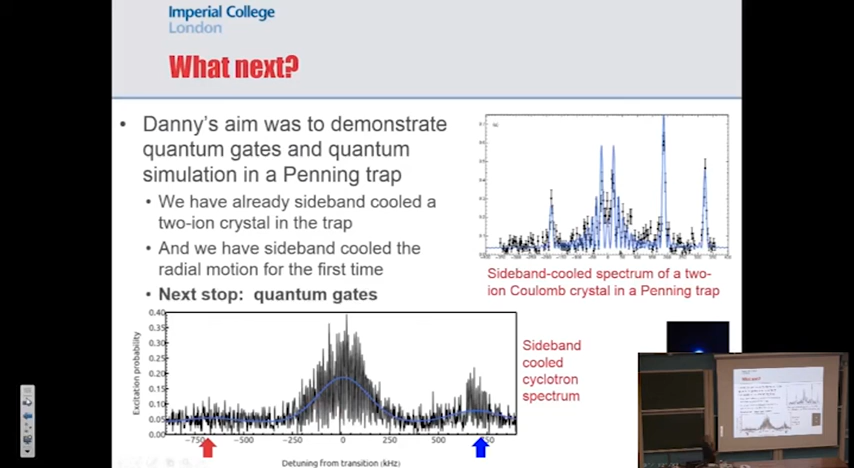 Imperial College
London
What next?
• Danny's aim was to demonstrate
quantum gates and quantum
simulation in a Penning trap
• We have already sideband cooled a
two-ion crystal in the trap
• And we have sideband cooled the
radial motion for the first time
• Next stop: quantum gates
Sideband-cooled spectrum of a two-
ion Coulomb crystal in a Penning trap
Sideband
cooled
cyclotron
spectrum
Excitation probability
0.40
0.35
0.30
0.25
0.20
0.15
0.10
0.05
0.00
-750 -500 -250 0 250 500
Detuning from transition (kHz)
What next?